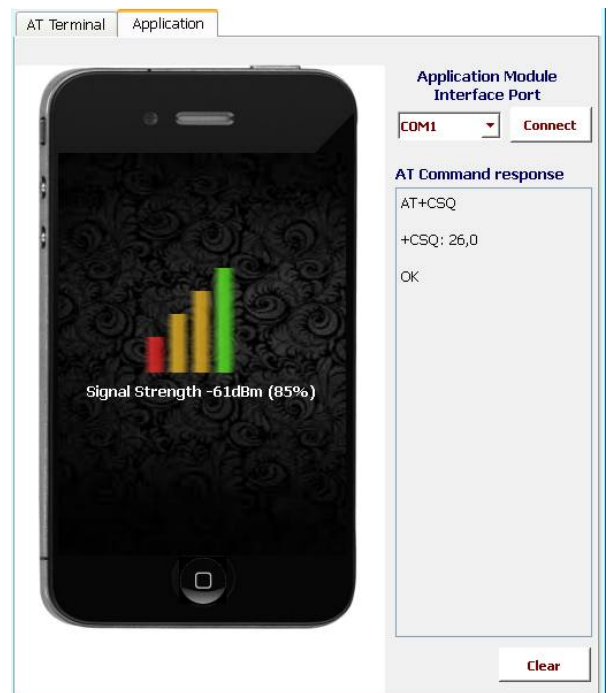 AT Terminal
Application
Application Module
Interface Port
COM1
Connect
AT Command response
AT+CSQ
+CSQ: 26,0
OK
Signal Strength -61dBm (85%)
Clear